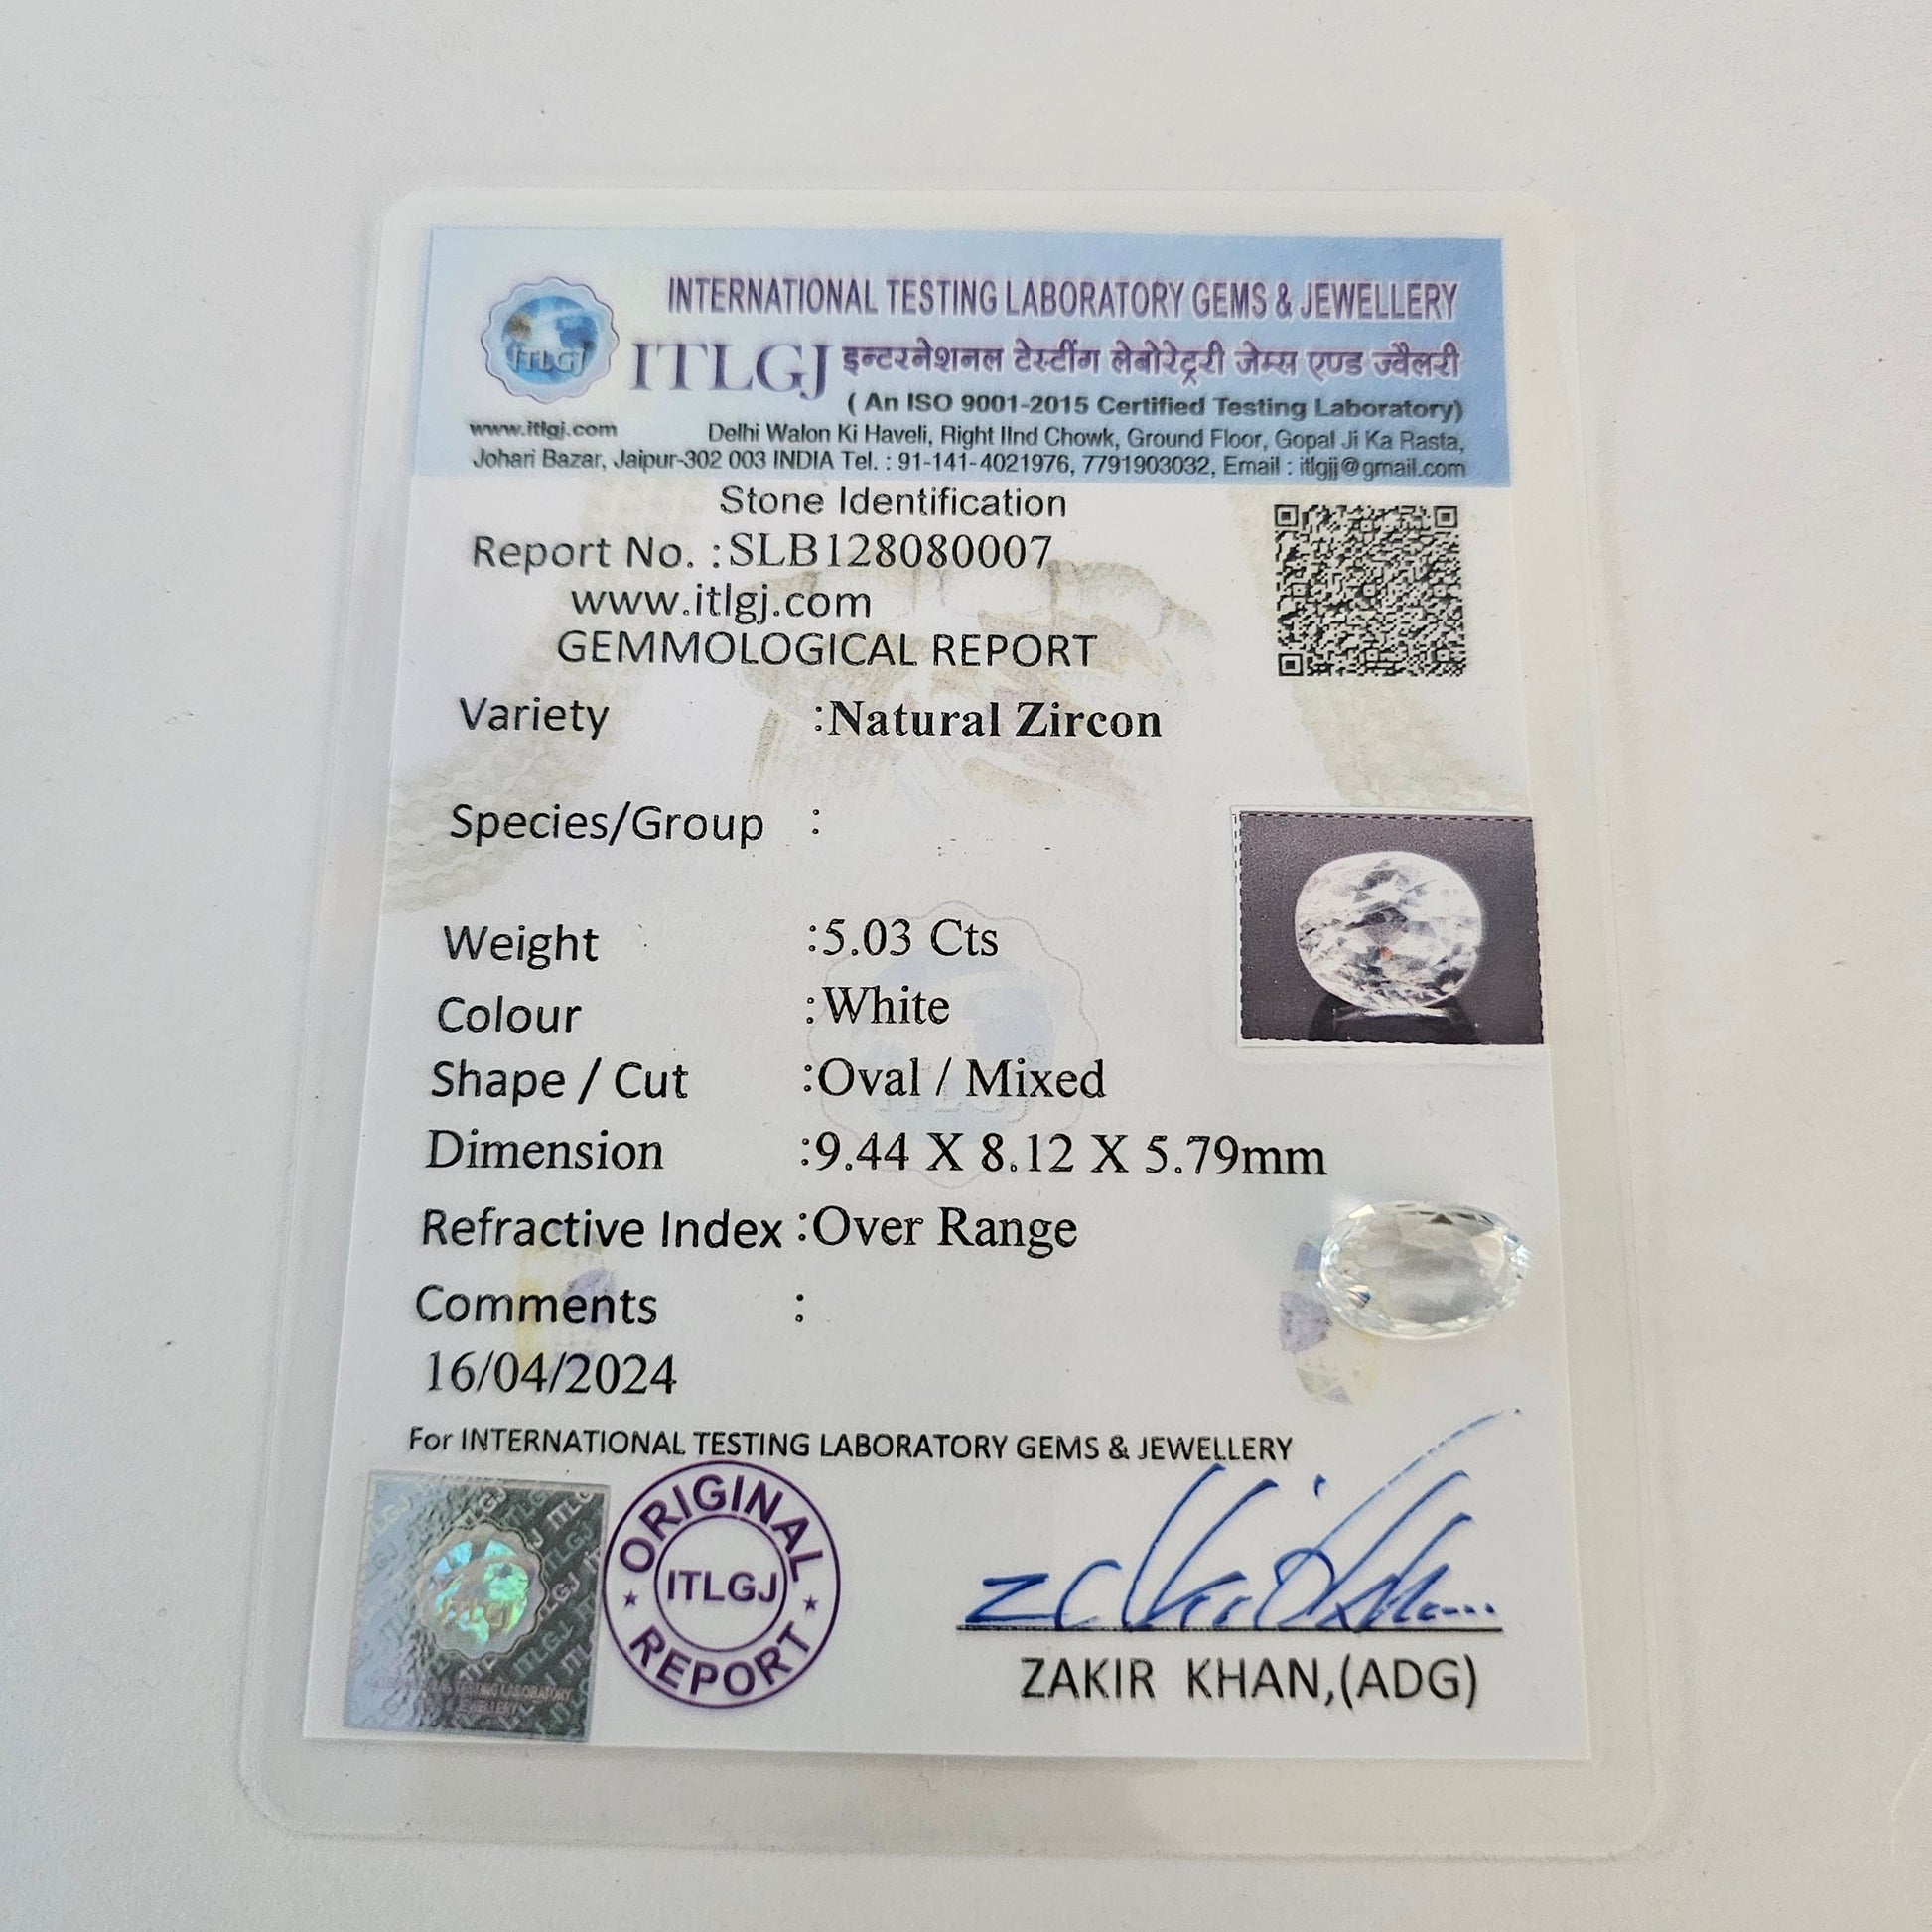 INTERNATIONAL TESTING LABORATORY GEMS & JEWELLERY
ITLGJ
ITLGJ इन्टरनेशनल टेस्टींग लेबोरेट्ररी जेम्स एण्ड ज्वैलरी
( An ISO 9001-2015 Certified Testing Laboratory)
www.itlgj.com Delhi Walon Ki Haveli, Right IInd Chowk, Ground Floor, Gopal Ji Ka Rasta,
Johari Bazar, Jaipur-302 003 INDIA Tel. : 91-141-4021976, 7791903032, Email : itlgjj@gmail.com
Stone Identification
Report No. :SLB128080007
www.itlgj.com
GEMMOLOGICAL REPORT
Variety :Natural Zircon
Species/Group :
Weight :5.03 Cts
Colour :White
Shape / Cut :Oval / Mixed
Dimension :9.44 X 8.12 X 5.79mm
Refractive Index :Over Range
Comments :
16/04/2024
For INTERNATIONAL TESTING LABORATORY GEMS & JEWELLERY
ORIGINAL
ITLGJ
REPORT
ZAKIR KHAN,(ADG)